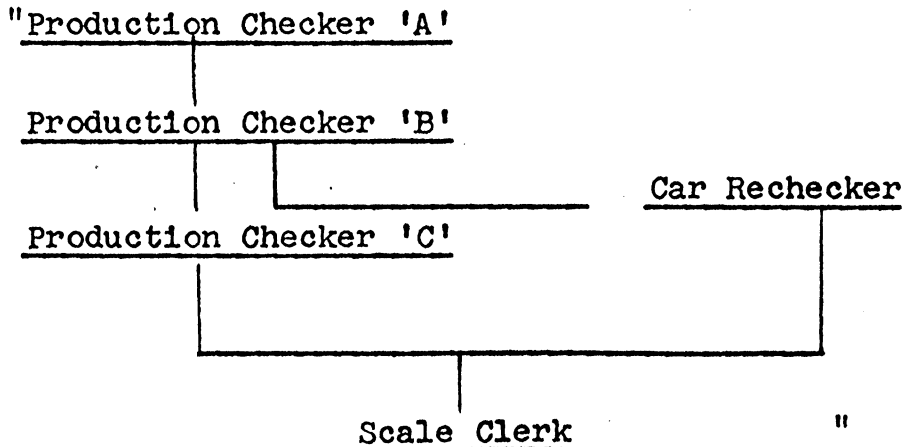 "Production Checker 'A'
Production Checker 'B'
Car Rechecker
Production Checker 'C'
Scale Clerk "